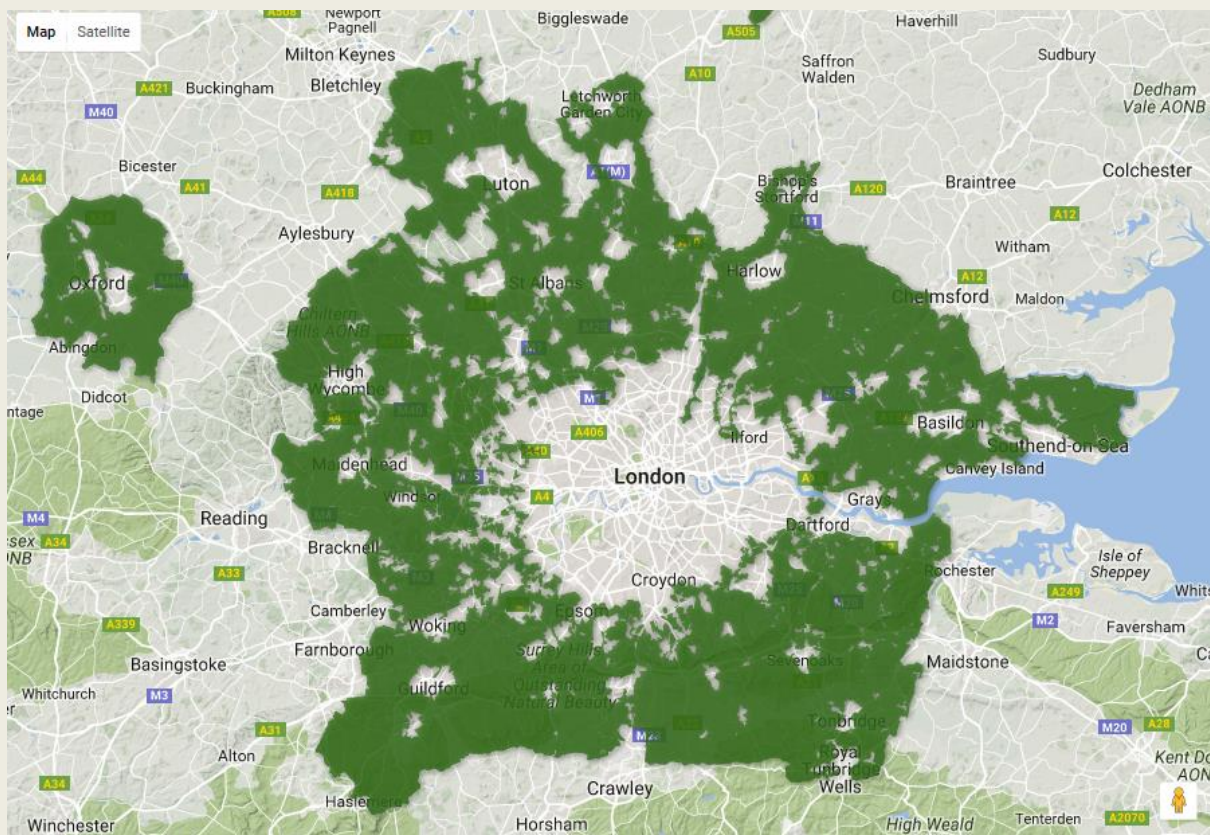 Map
Satellite
A508
Newport
Pagnell
Biggleswade
A505
Haverhill
Milton Keynes
Bletchley
A421
Buckingham
M40
A10
Saffron
Walden
Sudbury
Dedham
Vale AONB
Letchworth
Garden City
Bicester
A44
A41
A418
Luton
A1(M)
Bishop's
Stortford
A120
Braintree
Colchester
A12
Aylesbury
M11
Witham
Oxford
St Albans
Harlow
A12
Chelmsford
Maldon
Chiltern
Hills AONB
Abingdon
High
Wycombe
Didcot
M40
A406
Ilford
Basildon
Southend-on-Sea
Canvey Island
Maidenhead
London
Windsor
A4
Grays
M4
Reading
Dartford
A34
Bracknell
Isle of
Sheppey
A33
Croydon
Rochester
A249
Camberley
Epsom
M2
A339
Woking
Faversham
Farnborough
Basingstoke
Surrey Hills
Area of
Outstanding
Natural Beauty
Sevenoaks
Maidstone
Whitchurch
M3
Guildford
Tonbridge
A31
M20
A28
Alton
Royal
Tunbridge
Wells
A34
Crawley
Haslemere
Winchester
Horsham
High Weald
Tenterden
A2070